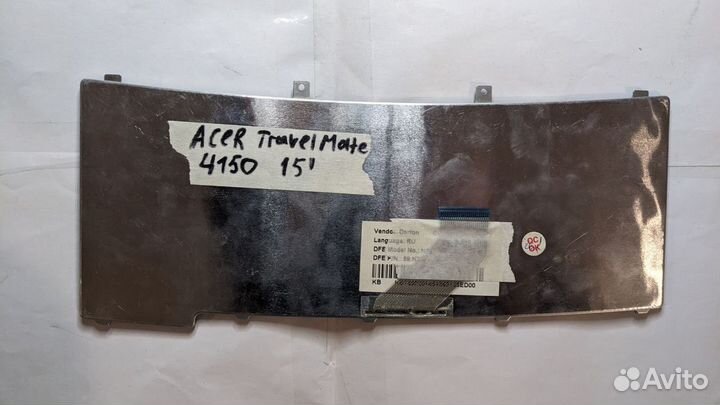 ACER TravelMate
4150 15"
Vendor: Darfon
Language: RU
DFE Model No.:
DFE P/N:
KB
QC
OK
Avito